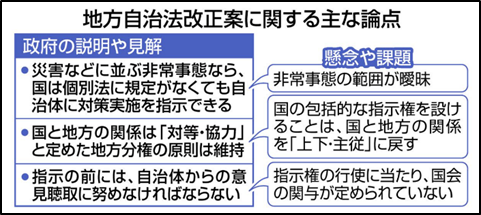 地方自治法改正案に関する主な論点
政府の説明や見解
●災害などに並ぶ非常事態なら、
国は個別法に規定がなくても自
治体に対策実施を指示できる
●国と地方の関係は「対等・協力」
と定めた地方分権の原則は維持
●指示の前には、自治体からの意
見聴取に努めなければならない
懸念や課題
非常事態の範囲が曖昧
国の包括的な指示権を設け
ることは、国と地方の関係
を「上下・主従」に戻す
指示権の行使に当たり、国会
の関与が定められていない